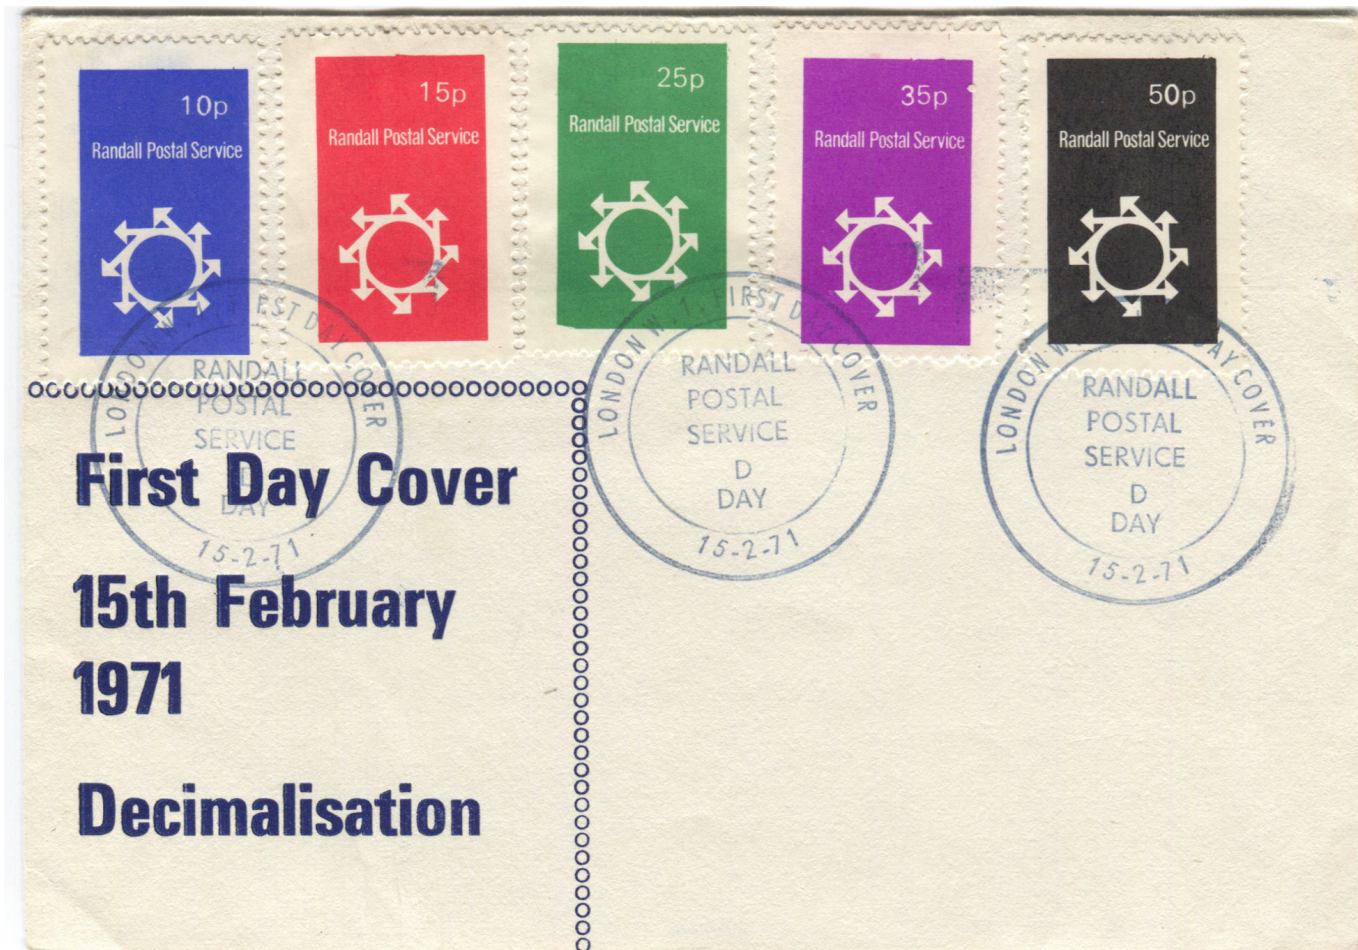 10p
Randall Postal Service
15p
Randall Postal Service
25p
Randall Postal Service
35p
Randall Postal Service
50p
Randall Postal Service
LONDON W.1. FIRST DAY COVER
RANDALL
POSTAL
SERVICE
D
DAY
15-2-71
LONDON W.1. FIRST DAY COVER
RANDALL
POSTAL
SERVICE
D
DAY
15-2-71
LONDON W. DAY COVER
RANDALL
POSTAL
SERVICE
D
DAY
15-2-71
First Day Cover
15th February
1971
Decimalisation